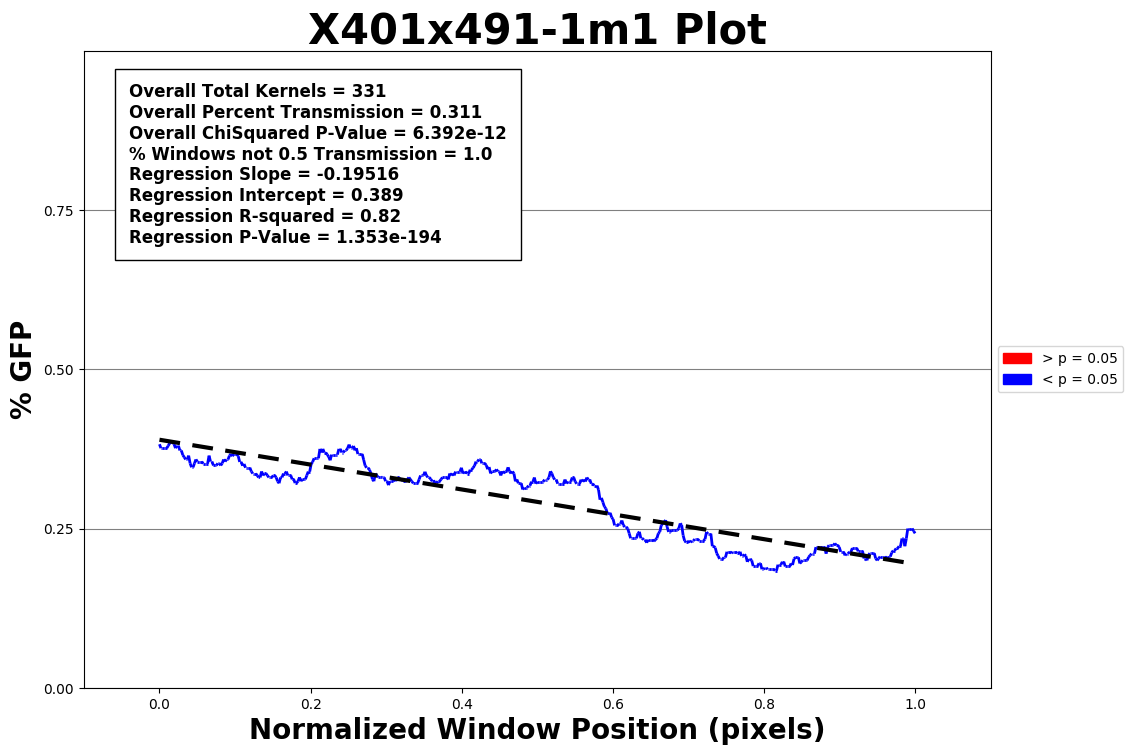 X401x491-1m1 Plot
Overall Total Kernels = 331
Overall Percent Transmission = 0.311
Overall ChiSquared P-Value = 6.392e-12
% Windows not 0.5 Transmission = 1.0
Regression Slope = -0.19516
Regression Intercept = 0.389
Regression R-squared = 0.82
Regression P-Value = 1.353e-194
% GFP
0.75
0.50
0.25
0.00
0.0 0.2 0.4 0.6 0.8 1.0
Normalized Window Position (pixels)
> p = 0.05
< p = 0.05